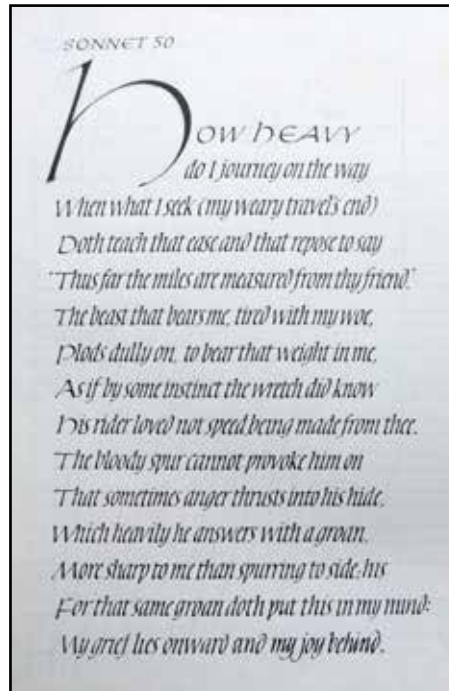 SONNET 50
HOW HEAVY
do I journey on the way
When what I seek (my weary travel's end)
Doth teach that ease and that repose to say
"Thus far the miles are measured from thy friend."
The beast that bears me, tired with my woe,
Plods dully on, to bear that weight in me,
As if by some instinct the wretch did know
His rider loved not speed, being made from thee.
The bloody spur cannot provoke him on
That sometimes anger thrusts into his hide,
Which heavily he answers with a groan,
More sharp to me than spurring to side; his
For that same groan doth put this in my mind:
My grief lies onward and my joy behind.